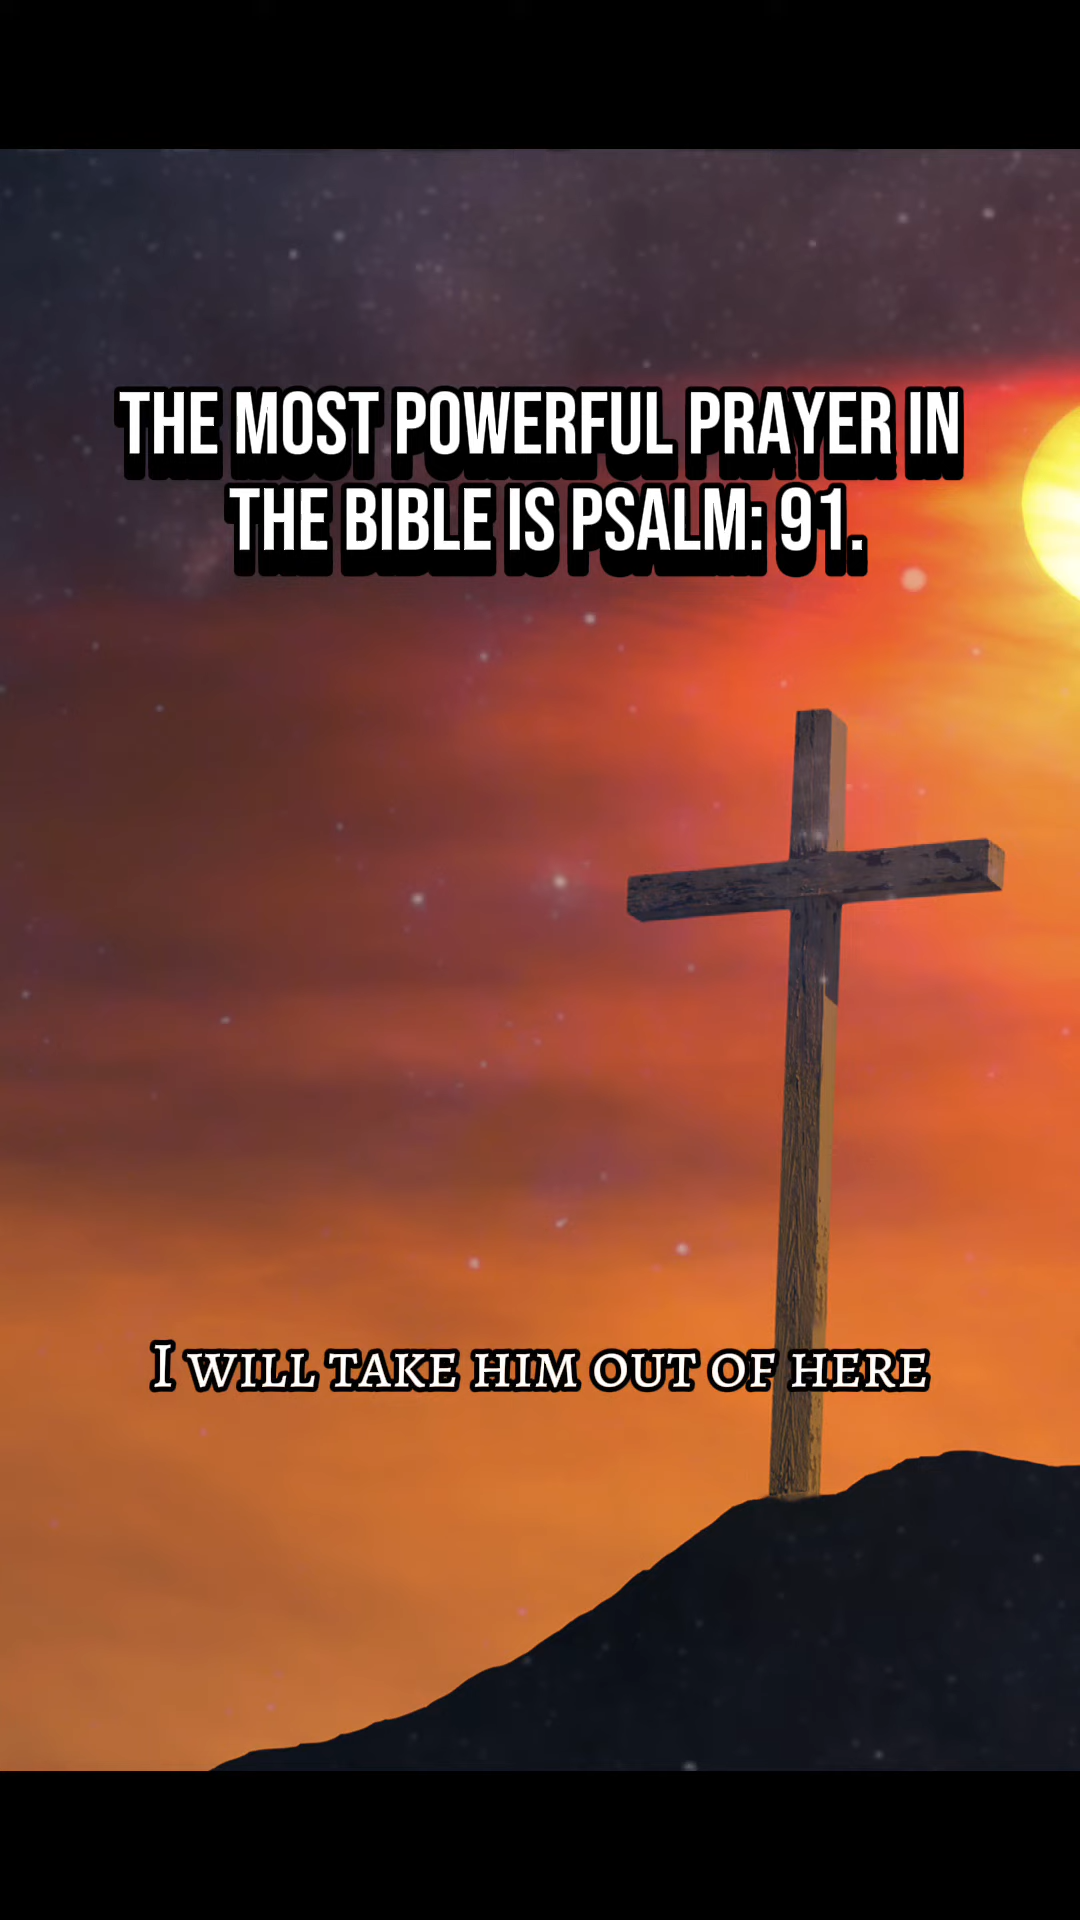 THE MOST POWERFUL PRAYER IN
THE BIBLE IS PSALM: 91.
I WILL TAKE HIM OUT OF HERE